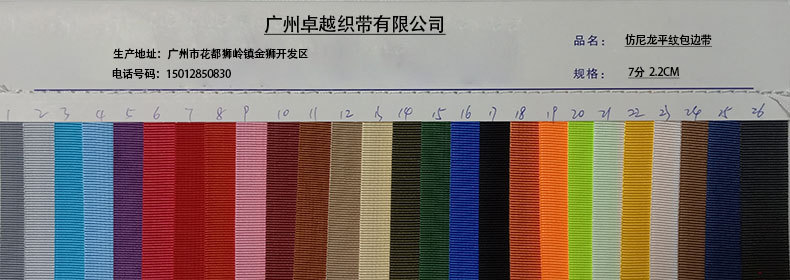 广州卓越织带有限公司
生产地址：广州市花都狮岭镇金狮开发区
电话号码：15012850830
品名：仿尼龙平纹包边带
规格：7分 2.2CM
1 2 3 4 5 6 7 8 9 10 11 12 13 14 15 16 17 18 19 20 21 22 23 24 25 26